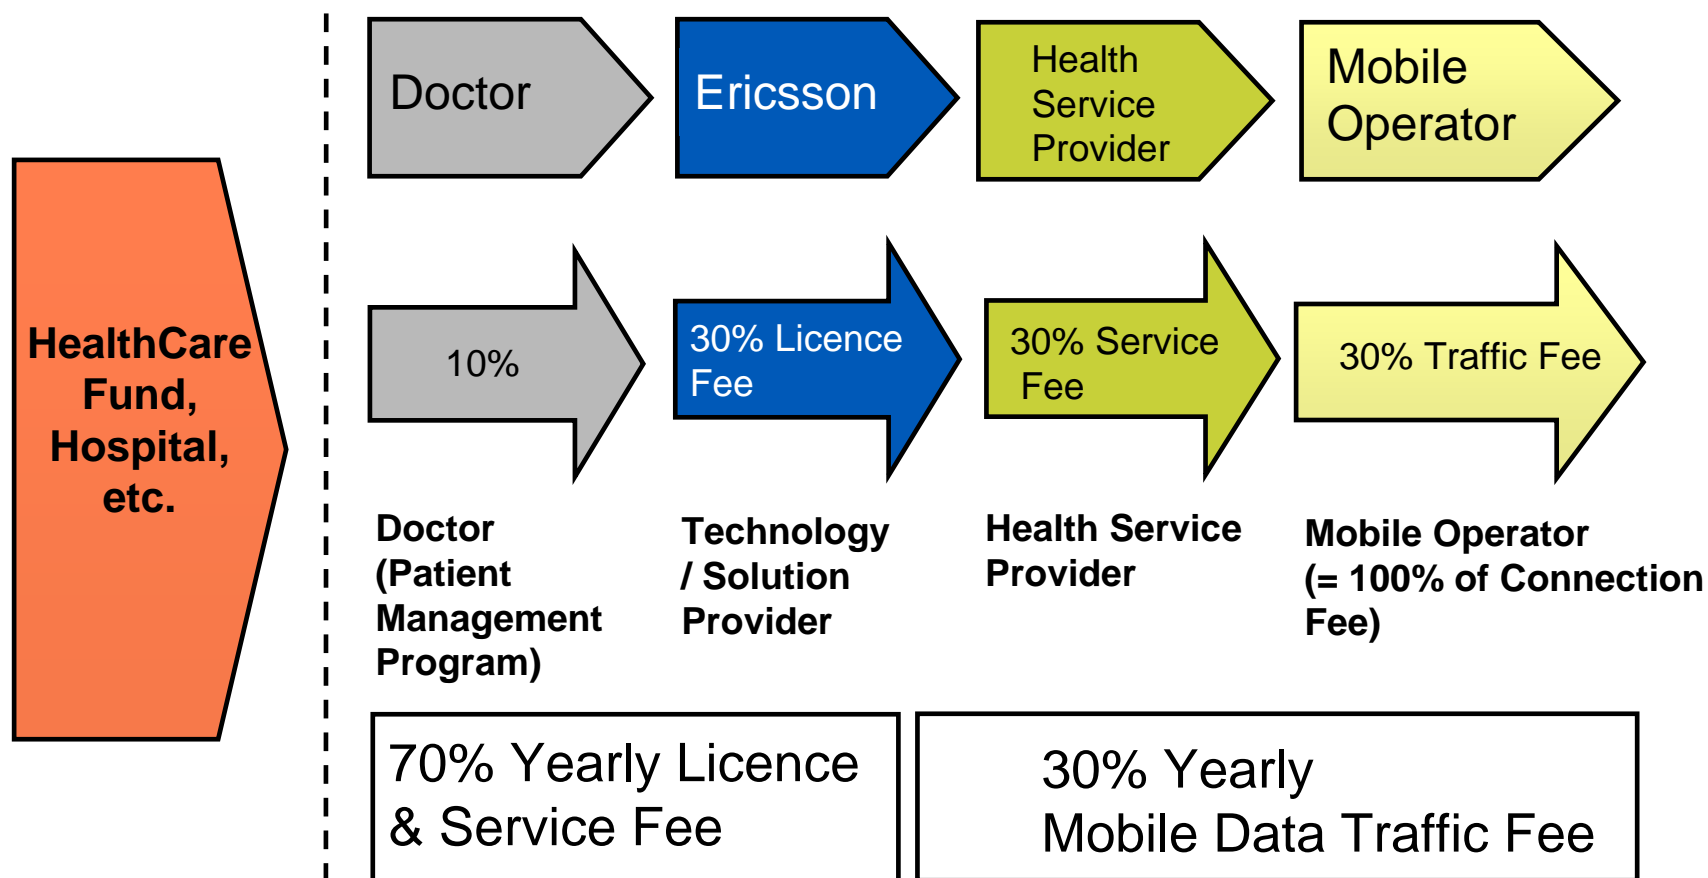 HealthCare
Fund,
Hospital,
etc.
Doctor
Ericsson
Health
Service
Provider
Mobile
Operator
10%
30% Licence
Fee
30% Service
Fee
30% Traffic Fee
Doctor
(Patient
Management
Program)
Technology
/ Solution
Provider
Health Service
Provider
Mobile Operator
(= 100% of Connection
Fee)
70% Yearly Licence
& Service Fee
30% Yearly
Mobile Data Traffic Fee